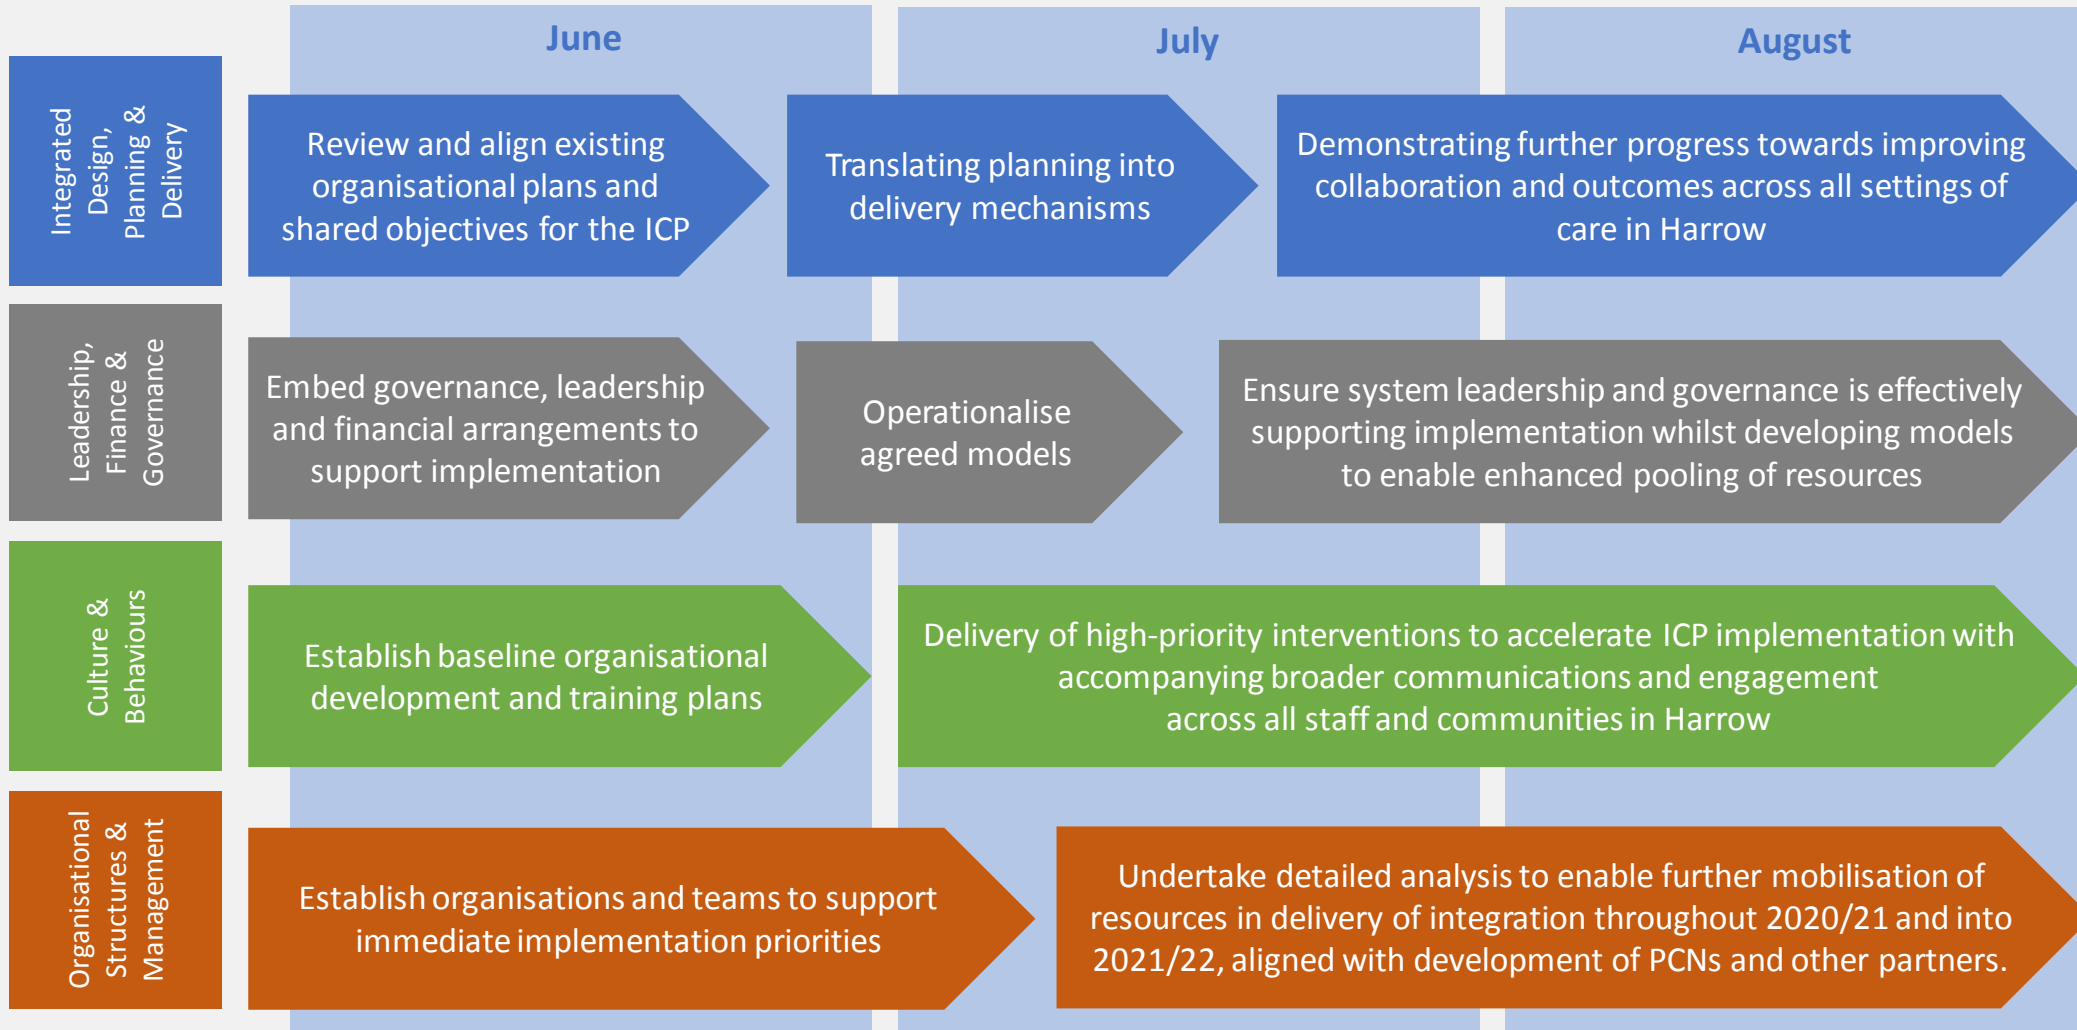 June
July
August
Integrated
Design,
Planning &
Delivery
Review and align existing
organisational plans and
shared objectives for the ICP
Translating planning into
delivery mechanisms
Demonstrating further progress towards improving
collaboration and outcomes across all settings of
care in Harrow
Leadership,
Finance &
Governance
Embed governance, leadership
and financial arrangements to
support implementation
Operationalise
agreed models
Ensure system leadership and governance is effectively
supporting implementation whilst developing models
to enable enhanced pooling of resources
Culture &
Behaviours
Establish baseline organisational
development and training plans
Delivery of high-priority interventions to accelerate ICP implementation with
accompanying broader communications and engagement
across all staff and communities in Harrow
Organisational
Structures &
Management
Establish organisations and teams to support
immediate implementation priorities
Undertake detailed analysis to enable further mobilisation of
resources in delivery of integration throughout 2020/21 and into
2021/22, aligned with development of PCNs and other partners.